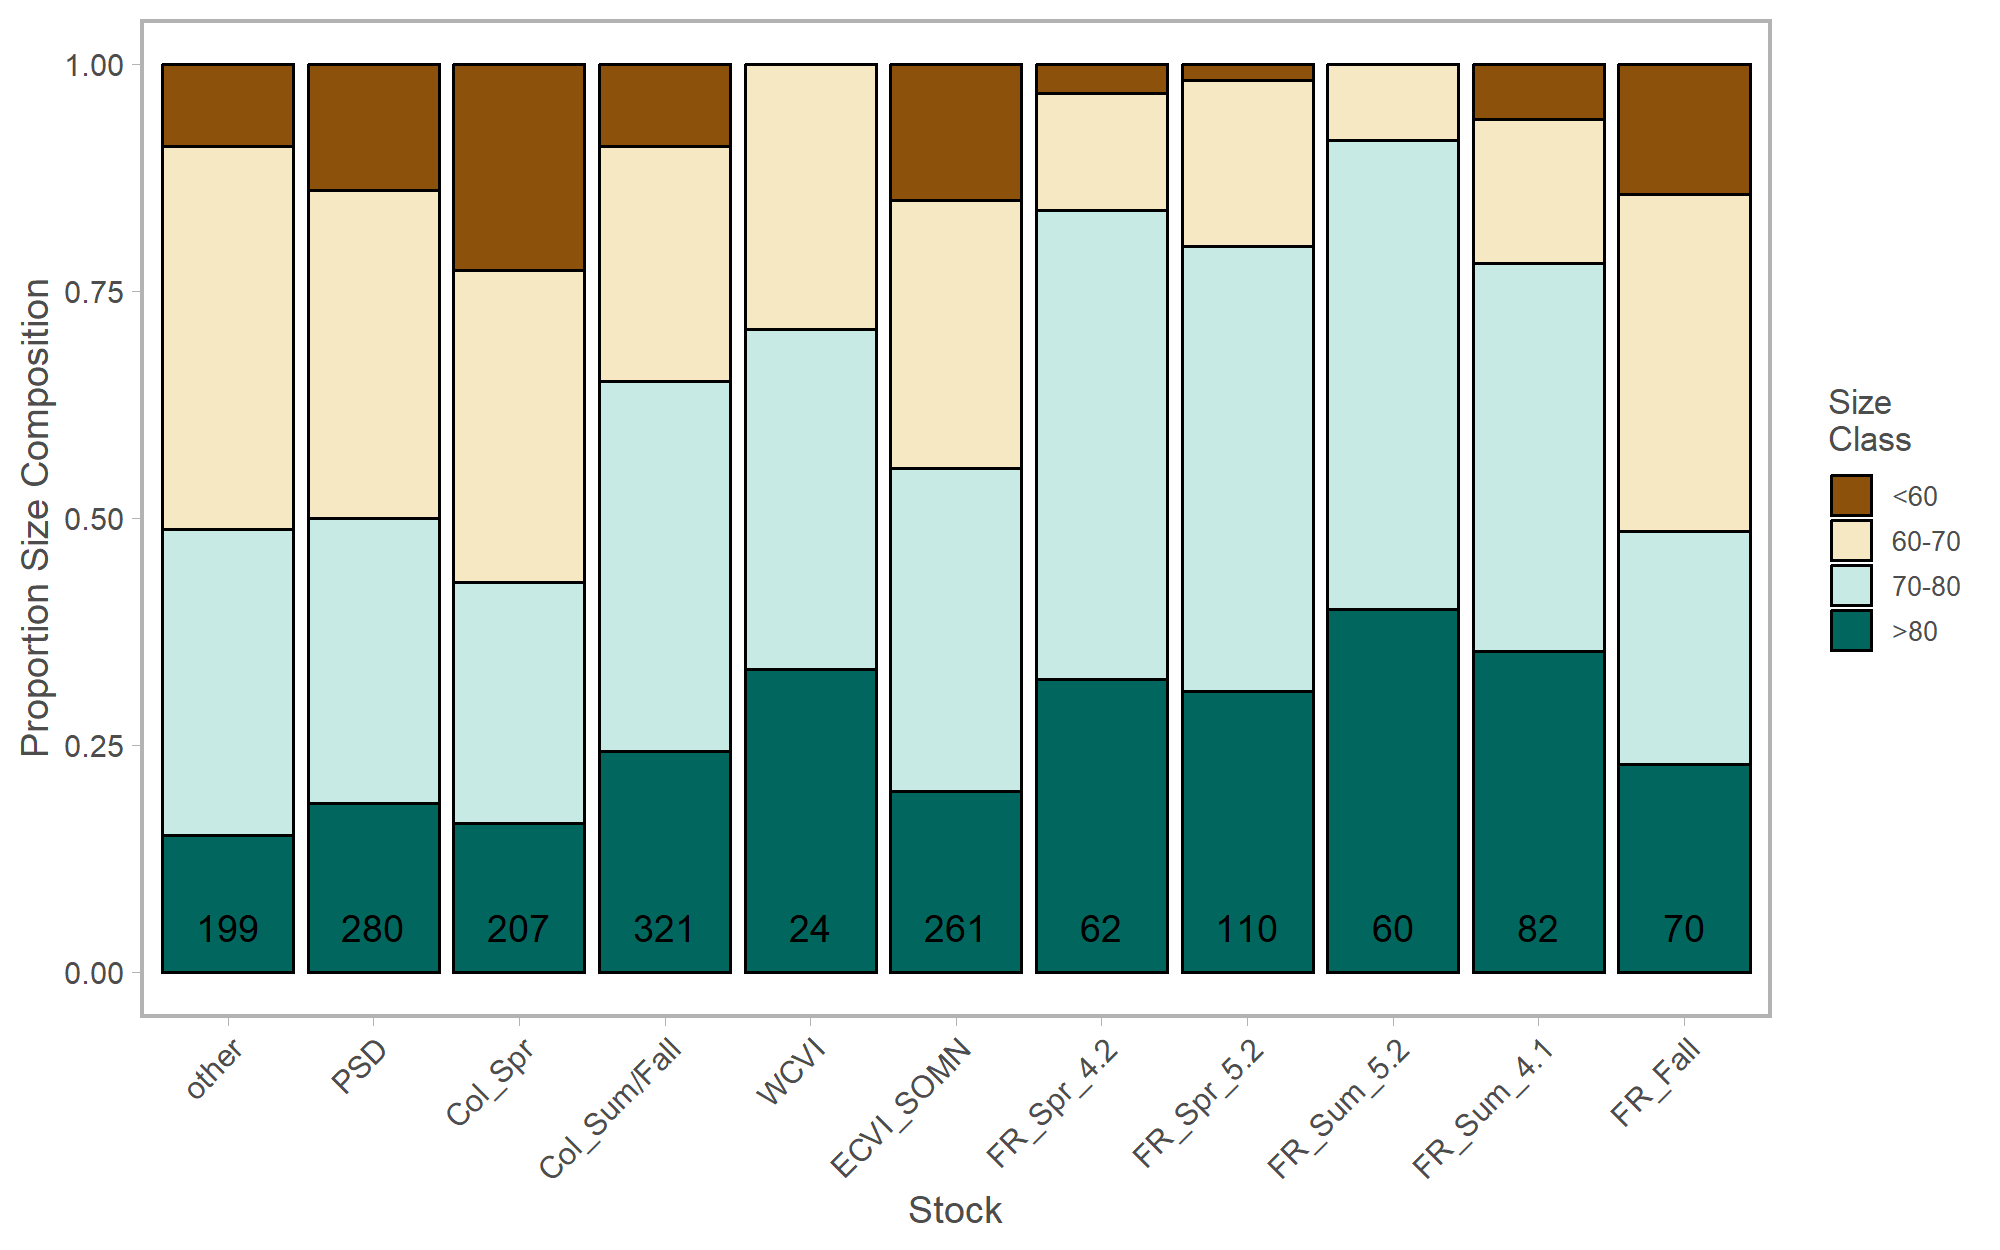 1.00
0.75
0.50
0.25
0.00
Proportion Size Composition
199 280 207 321 24 261 62 110 60 82 70
other PSD Col_Spr Col_Sum/Fall WCVI ECVI_SOMN FR_Spr_4.2 FR_Spr_5.2 FR_Sum_5.2 FR_Sum_4.1 FR_Fall
Stock
Size
Class
<60
60-70
70-80
>80